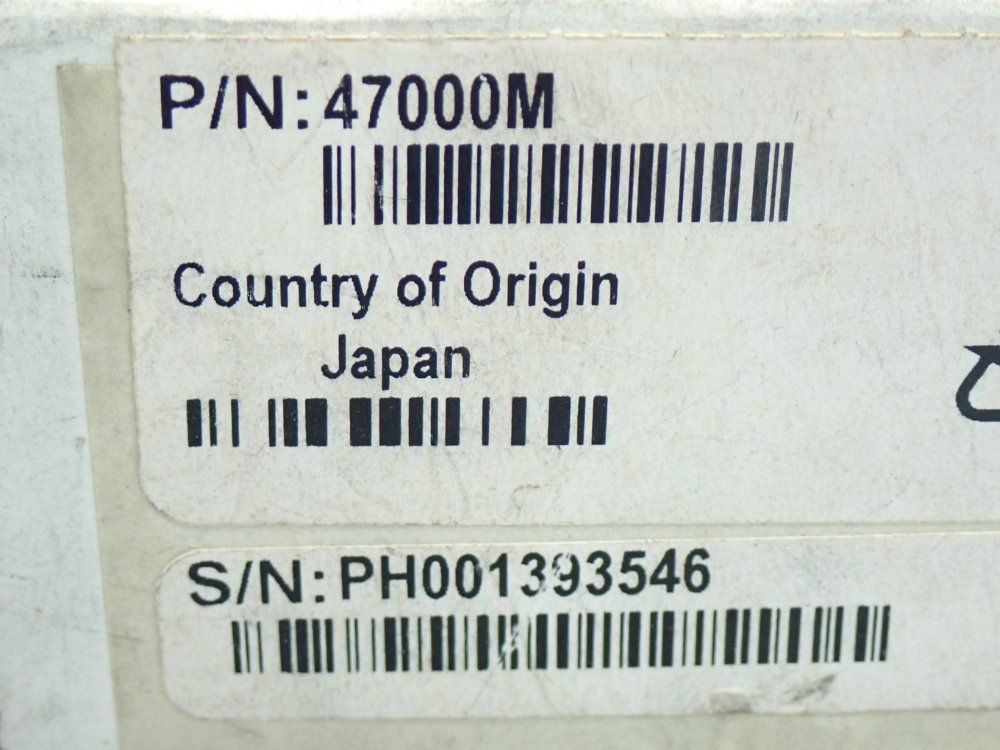 P/N: 47000M
Country of Origin
Japan
S/N: PH001393546